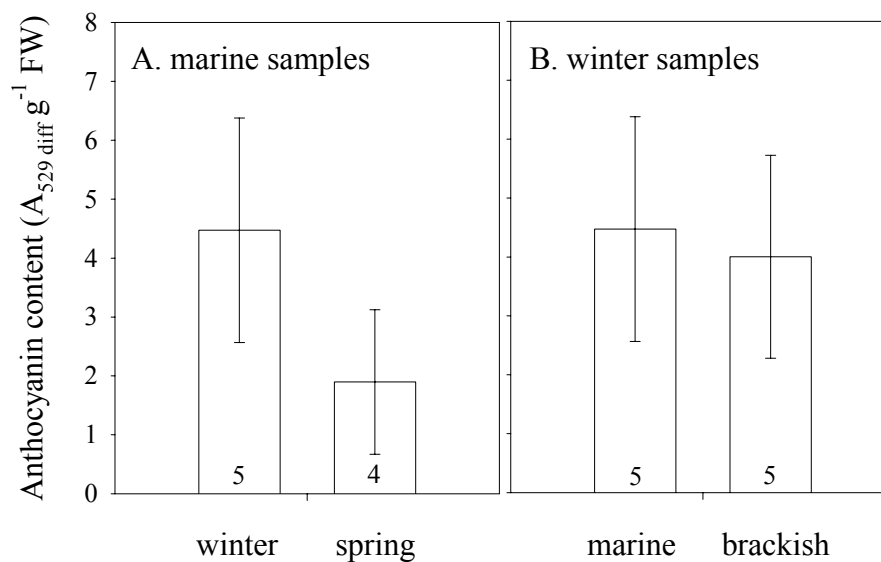 A. marine samples
B. winter samples
Anthocyanin content (A529 diff g-1 FW)
8
7
6
5
4
3
2
1
0
5
4
5
5
winter
spring
marine
brackish